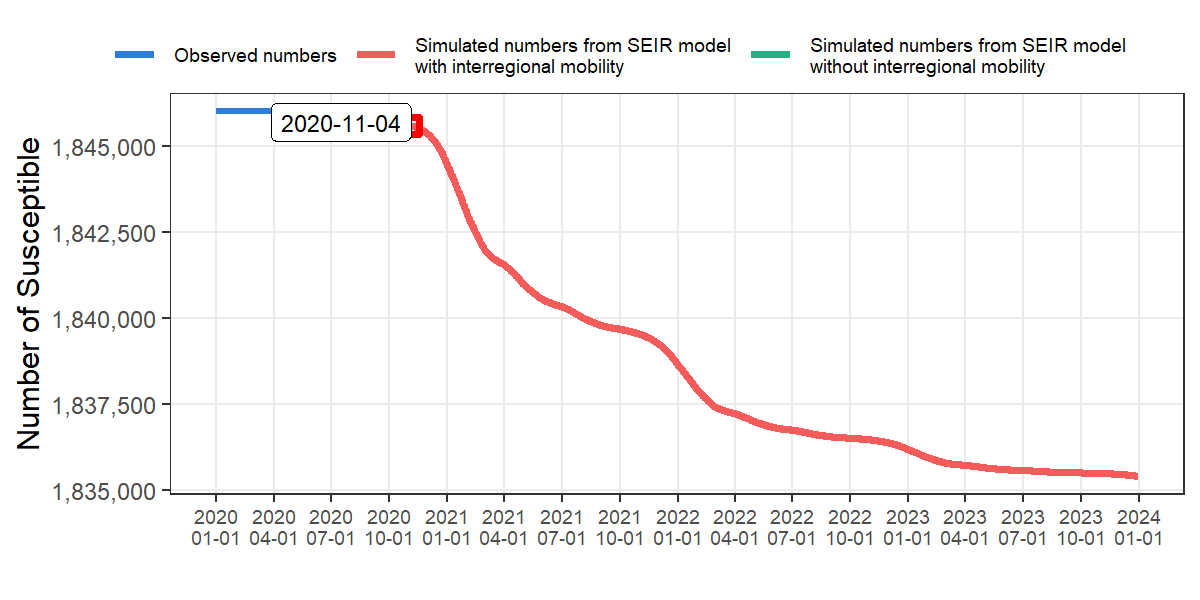 Observed numbers
Simulated numbers from SEIR model
with interregional mobility
Simulated numbers from SEIR model
without interregional mobility
Number of Susceptible
1,845,000
1,842,500
1,840,000
1,837,500
1,835,000
2020-11-04
2020 2020 2020 2020 2021 2021 2021 2021 2022 2022 2022 2022 2023 2023 2023 2023 2024
01-01 04-01 07-01 10-01 01-01 04-01 07-01 10-01 01-01 04-01 07-01 10-01 01-01 04-01 07-01 10-01 01-01